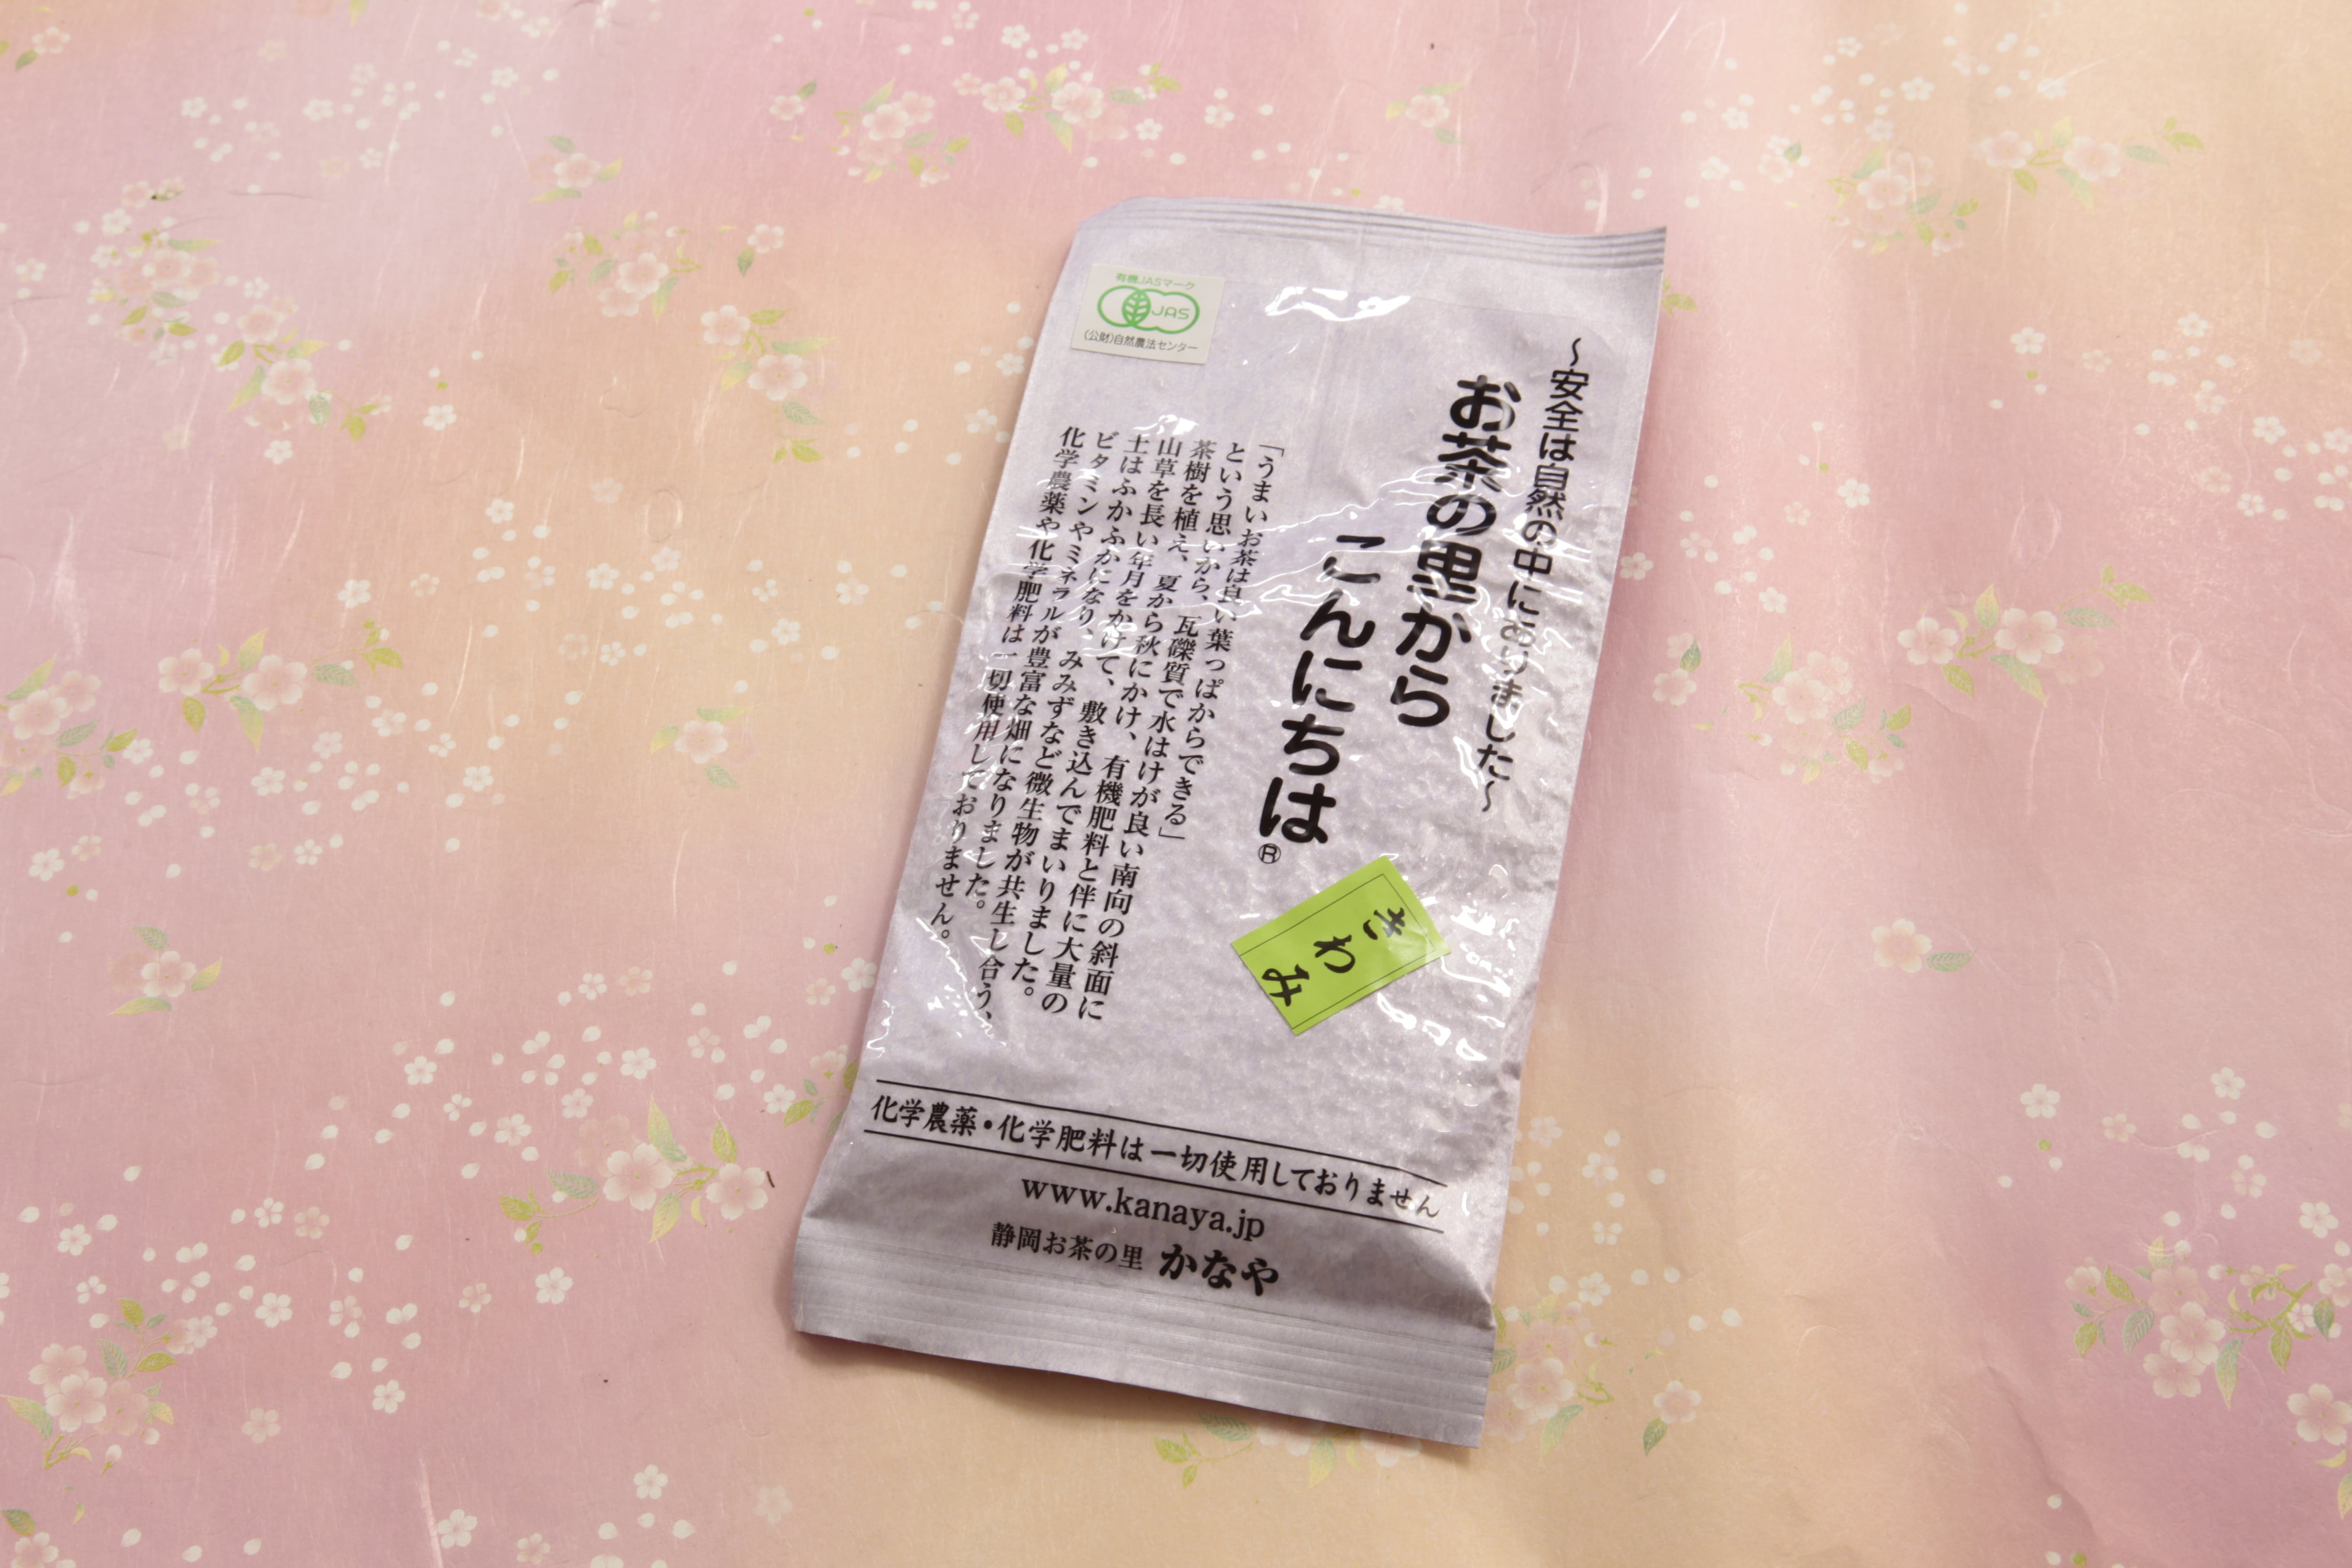 有機JASマーク
JAS
(公財)自然農法センター
〜安全は自然の中におりました〜
お茶の里から
こんにちは®
「うまいお茶は良い葉っぱからできる」
という思いから、瓦礫質で水はけが良い南向の斜面に
茶樹を植え、夏から秋にかけ、有機肥料と伴に大量の
山草を長い年月をかけて、敷き込んでまいりました。
土はふかふかになり、みみずなど微生物が共生し合う、
ビタミンやミネラルが豊富な畑になりました。
化学農薬や化学肥料は一切使用しておりません。
きわみ
化学農薬・化学肥料は一切使用しておりません
www.kanaya.jp
静岡お茶の里 かなや